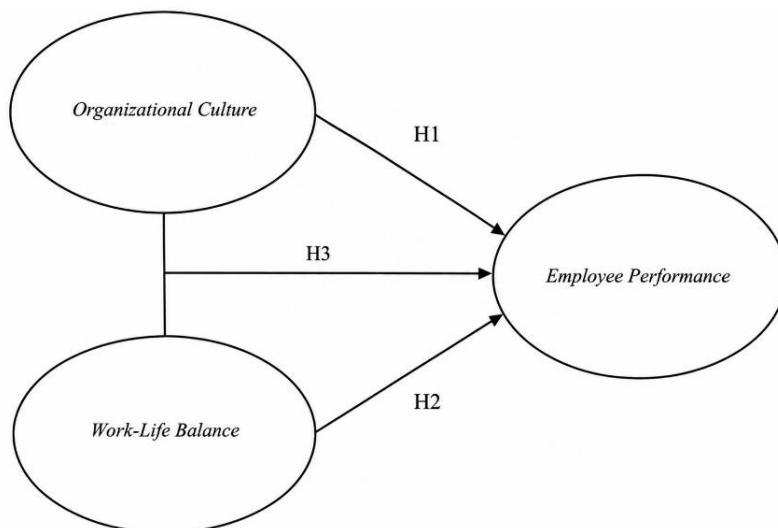 Organizational Culture
H1
H3
Employee Performance
H2
Work-Life Balance